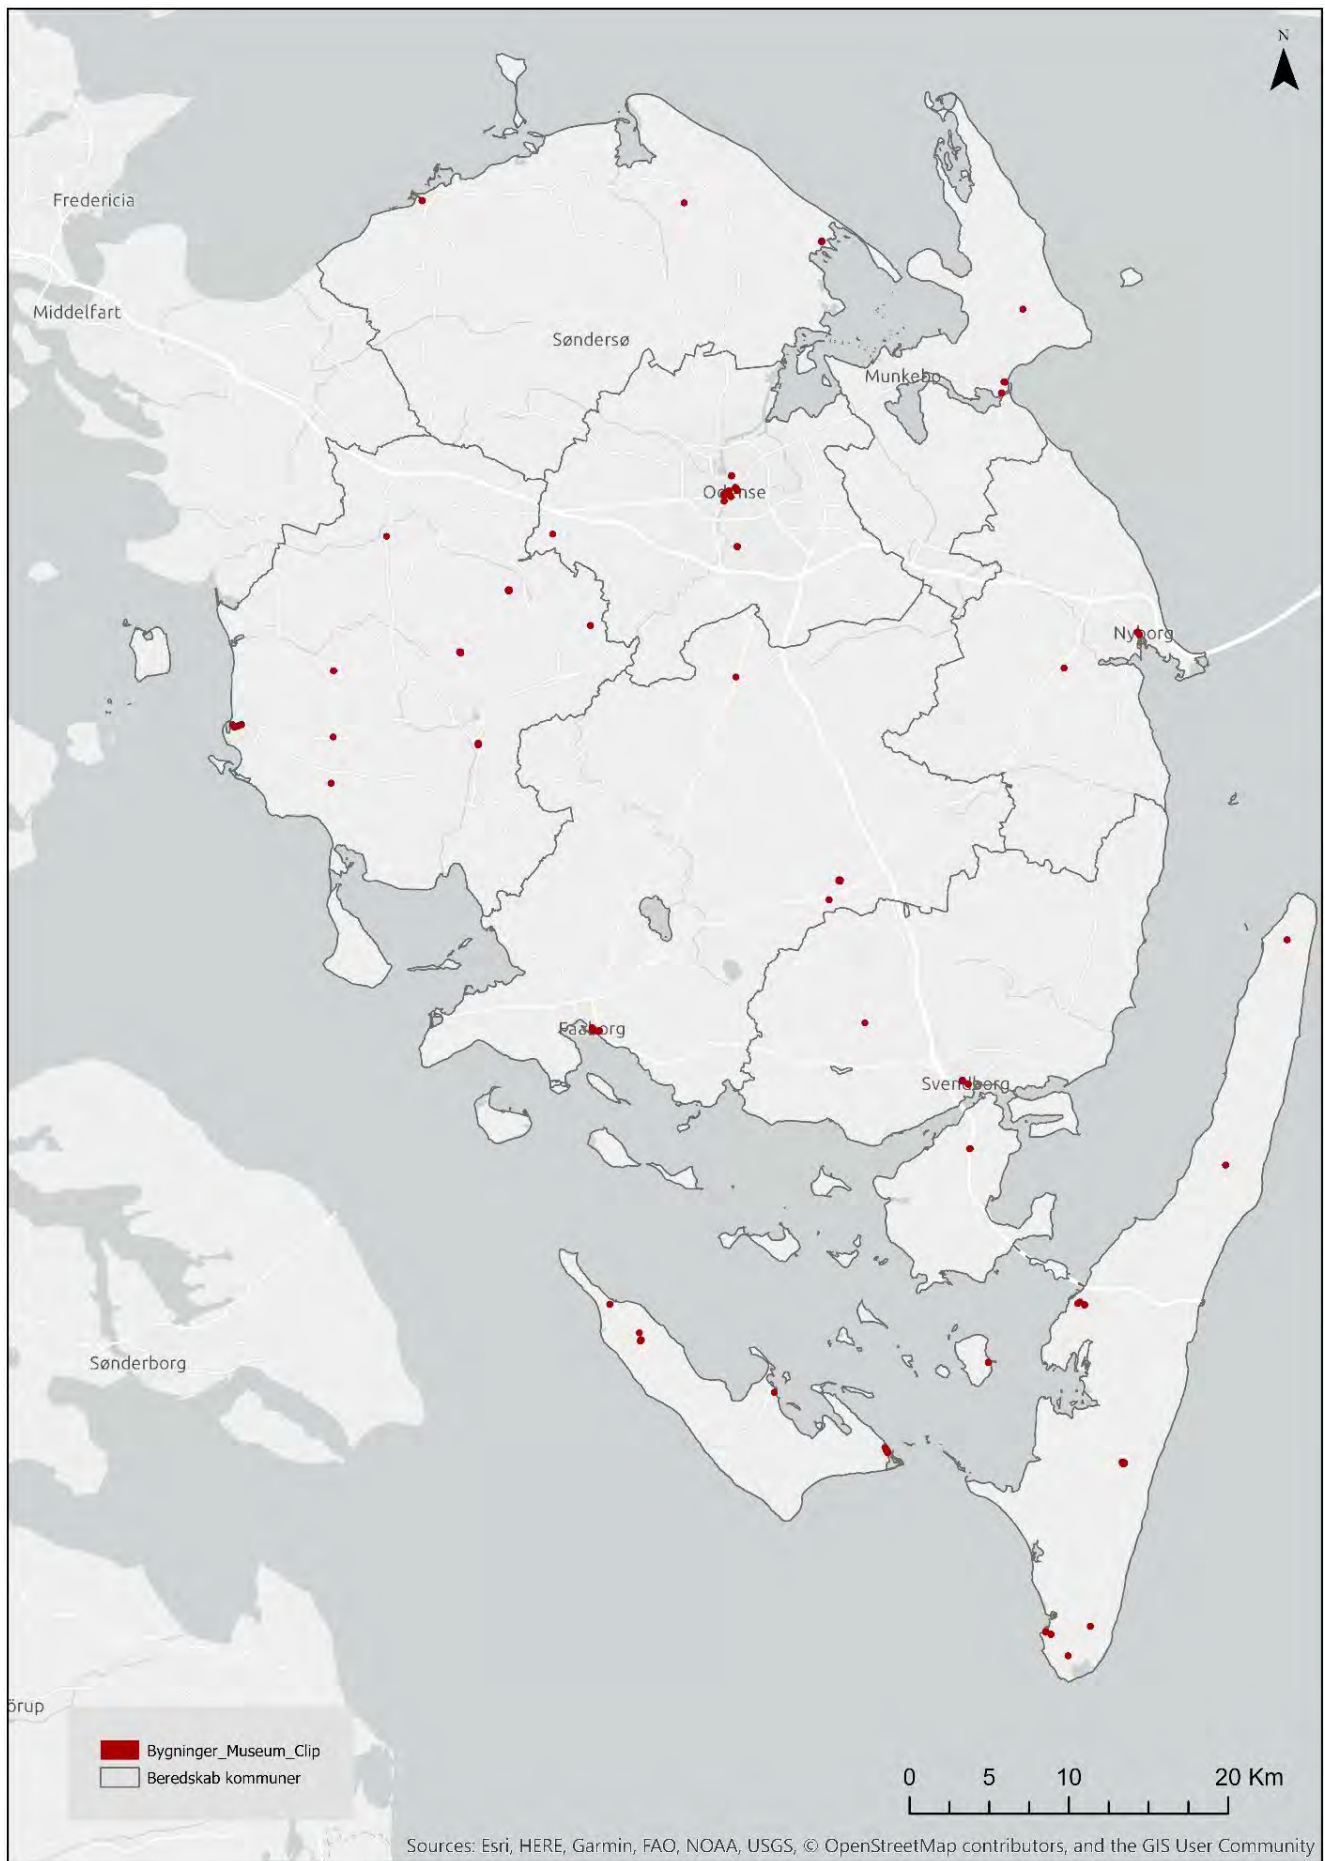 N
Fredericia
Middelfart
Søndersø
Munkebo
Odense
Nyborg
Faaborg
Svendborg
Sønderborg
örup
Bygninger_Museum_Clip
Beredskab kommuner
0 5 10 20 Km
Sources: Esri, HERE, Garmin, FAO, NOAA, USGS, © OpenStreetMap contributors, and the GIS User Community